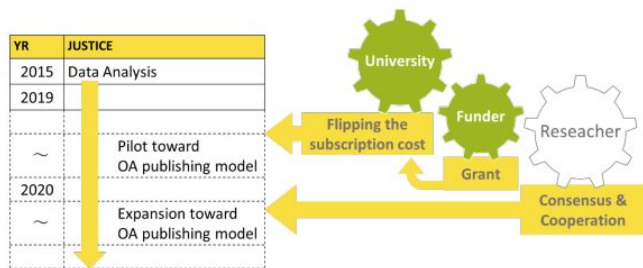 YR JUSTICE
2015 Data Analysis
2019
~ Pilot toward
OA publishing model
2020
~ Expansion toward
OA publishing model
University
Funder
Reseacher
Flipping the
subscription cost
Grant
Consensus &
Cooperation